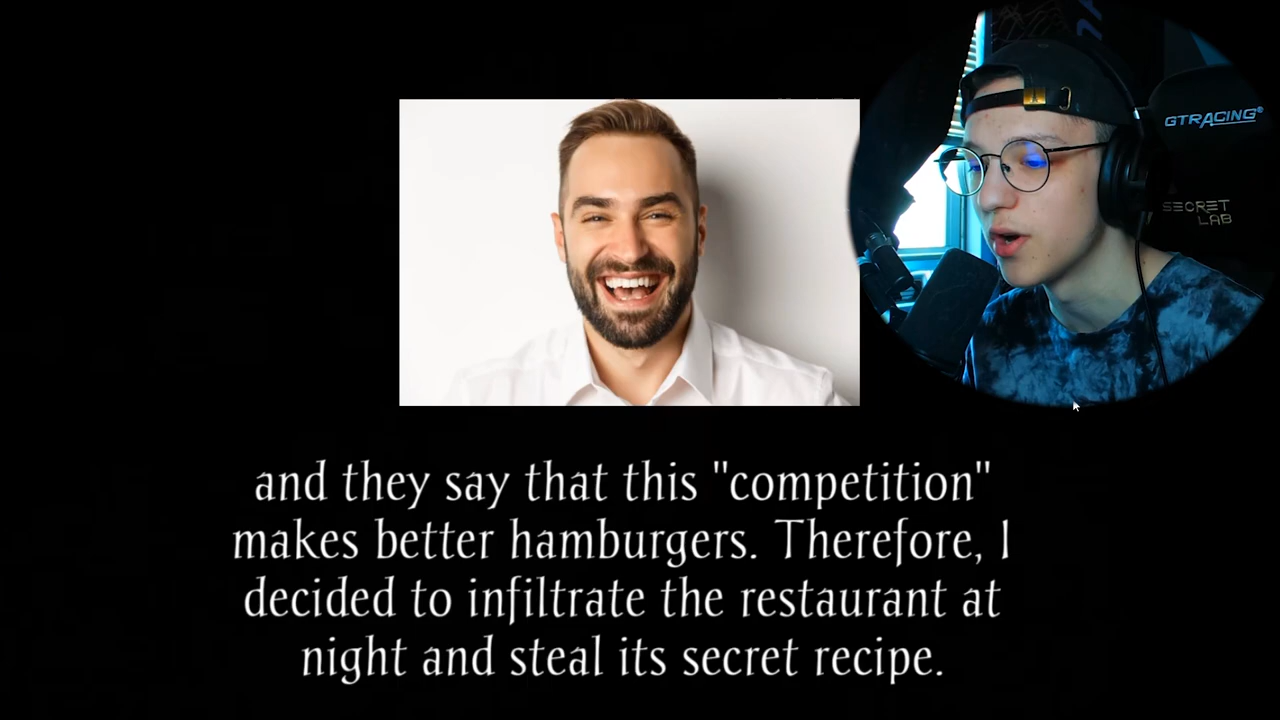 GTRACING®
SECRET
LAB
and they say that this "competition"
makes better hamburgers. Therefore, I
decided to infiltrate the restaurant at
night and steal its secret recipe.